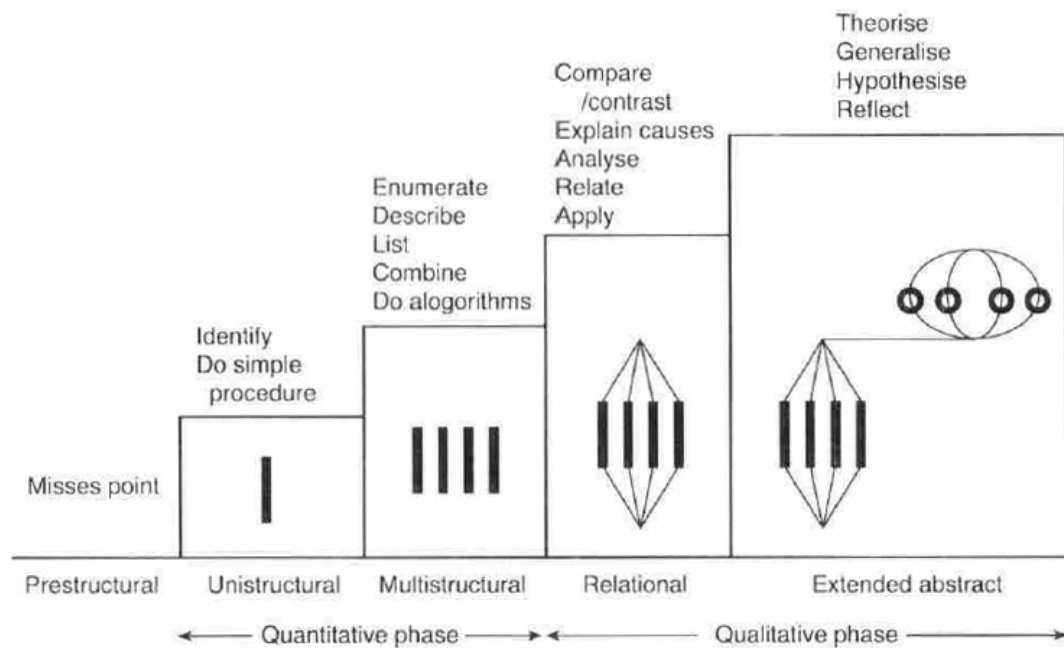 Theorise
Generalise
Hypothesise
Reflect
Compare
/contrast
Explain causes
Analyse
Relate
Apply
Enumerate
Describe
List
Combine
Do alogorithms
Identify
Do simple
procedure
Misses point
Prestructural
Unistructural
Multistructural
Relational
Extended abstract
Quantitative phase
Qualitative phase